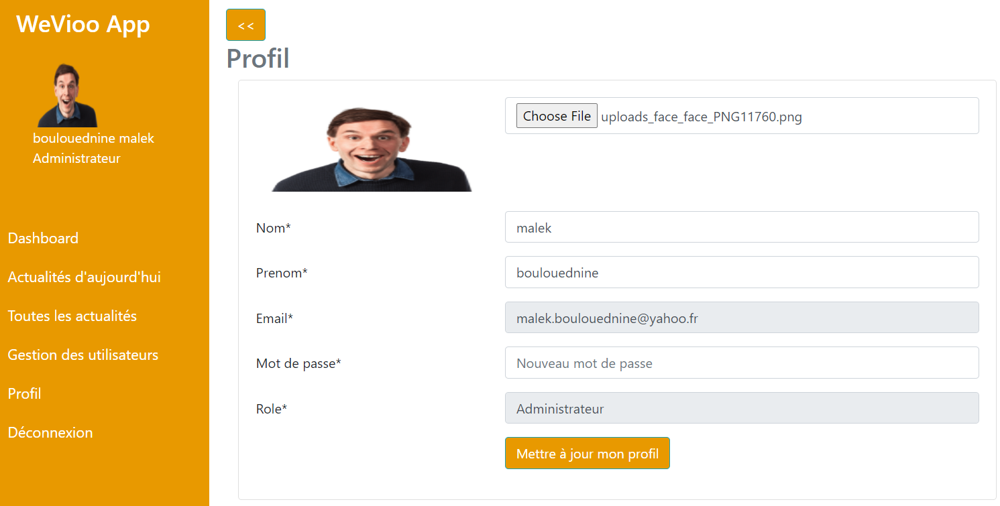 WeVioo App
boulouednine malek
Administrateur
Dashboard
Actualités d'aujourd'hui
Toutes les actualités
Gestion des utilisateurs
Profil
Déconnexion
<<
Profil
Choose File uploads_face_face_PNG11760.png
Nom* malek
Prenom* boulouednine
Email* malek.boulouednine@yahoo.fr
Mot de passe* Nouveau mot de passe
Role* Administrateur
Mettre à jour mon profil